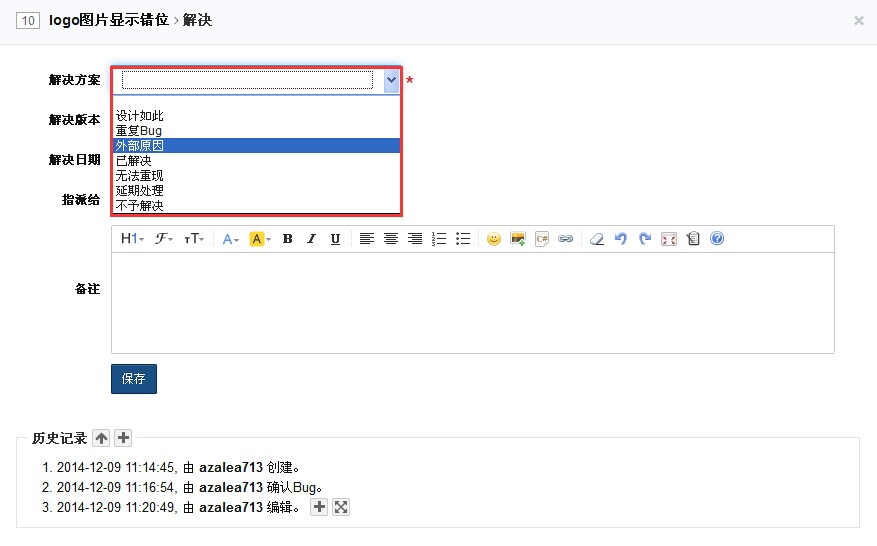 10 logo图片显示错位 > 解决 ×
解决方案 *
设计如此
解决版本
重复Bug
外部原因
解决日期
已解决
无法重现
延期处理
指派给
不予解决
H1 F TT A A B I U C#
备注
保存
历史记录
1. 2014-12-09 11:14:45, 由 azalea713 创建。
2. 2014-12-09 11:16:54, 由 azalea713 确认Bug。
3. 2014-12-09 11:20:49, 由 azalea713 编辑。